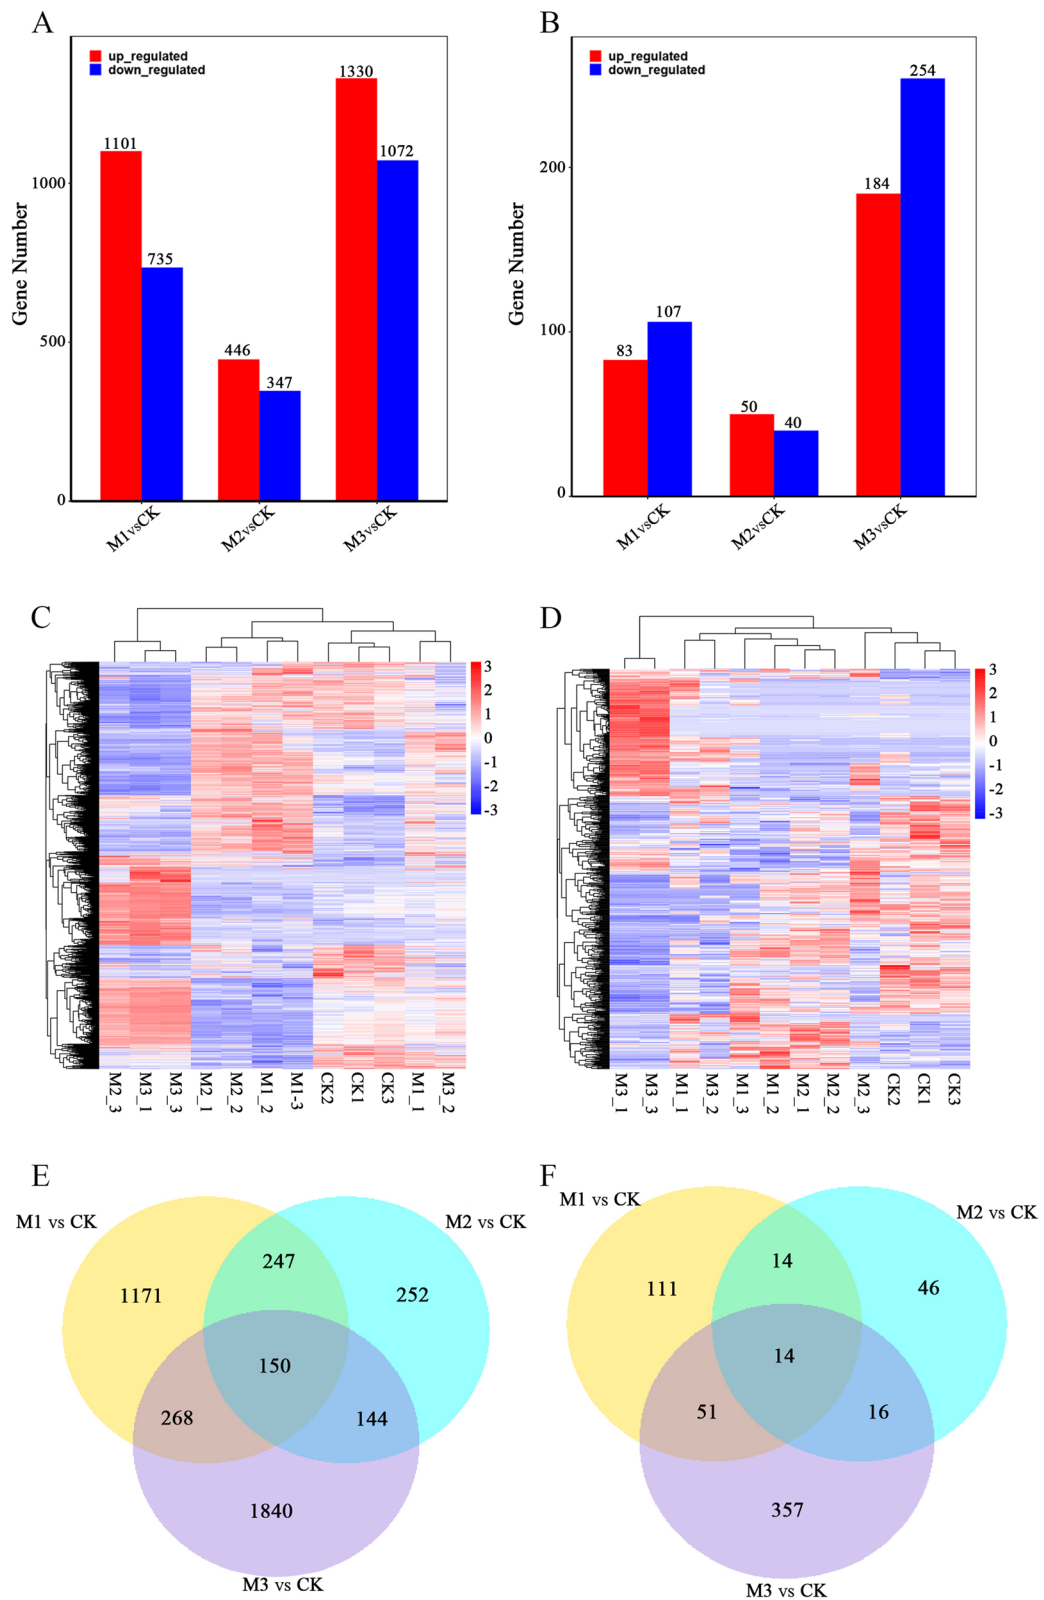 A
up_regulated
down_regulated
1330
1101
1072
1000
735
Gene Number
500
446
347
0
M1vsCK
M2vsCK
M3vsCK
B
up_regulated
down_regulated
254
200
184
Gene Number
107
100
83
50
40
0
M1vsCK
M2vsCK
M3vsCK
C
3
2
1
0
-1
-2
-3
M2_3
M3_1
M3_3
M2_1
M2_2
M1_2
M1-3
CK2
CK1
CK3
M1_1
M3_2
D
3
2
1
0
-1
-2
-3
M3_1
M3_3
M1_1
M3_2
M1_3
M1_2
M2_1
M2_2
M2_3
CK2
CK1
CK3
E
M1 vs CK
M2 vs CK
247
1171
252
150
268
144
1840
M3 vs CK
F
M1 vs CK
M2 vs CK
14
111
46
14
51
16
357
M3 vs CK